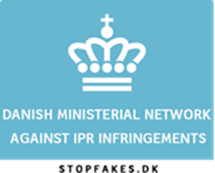 DANISH MINISTERIAL NETWORK
AGAINST IPR INFRINGEMENTS
STOPFAKES.DK